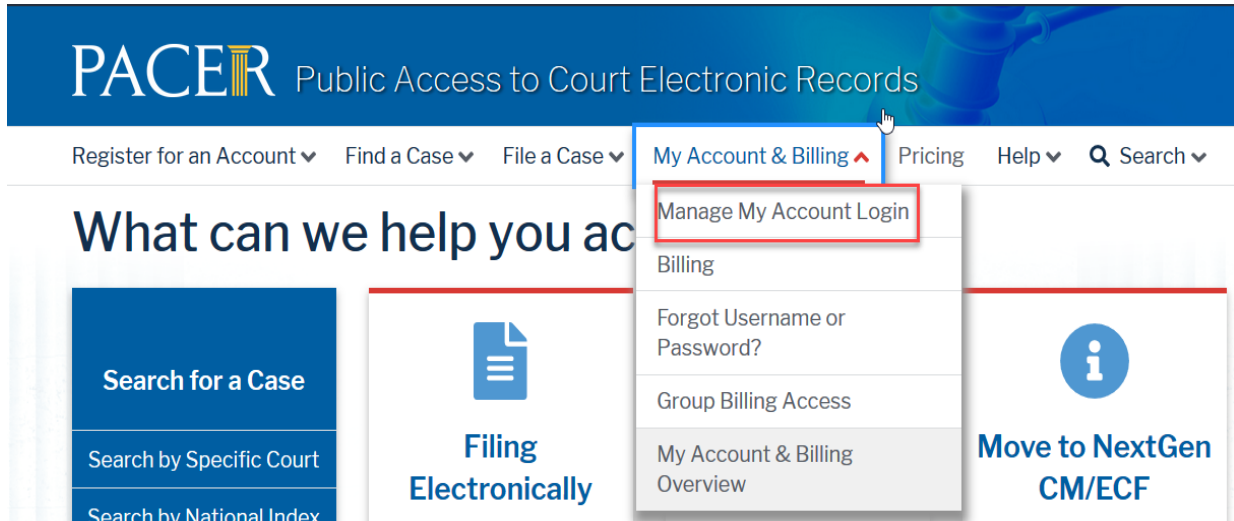 PACER Public Access to Court Electronic Records
Register for an Account Find a Case File a Case My Account & Billing Pricing Help Search
What can we help you ac
Manage My Account Login
Billing
Forgot Username or
Password?
Group Billing Access
My Account & Billing
Overview
Search for a Case
Search by Specific Court
Search by National Index
Filing
Electronically
Move to NextGen
CM/ECF